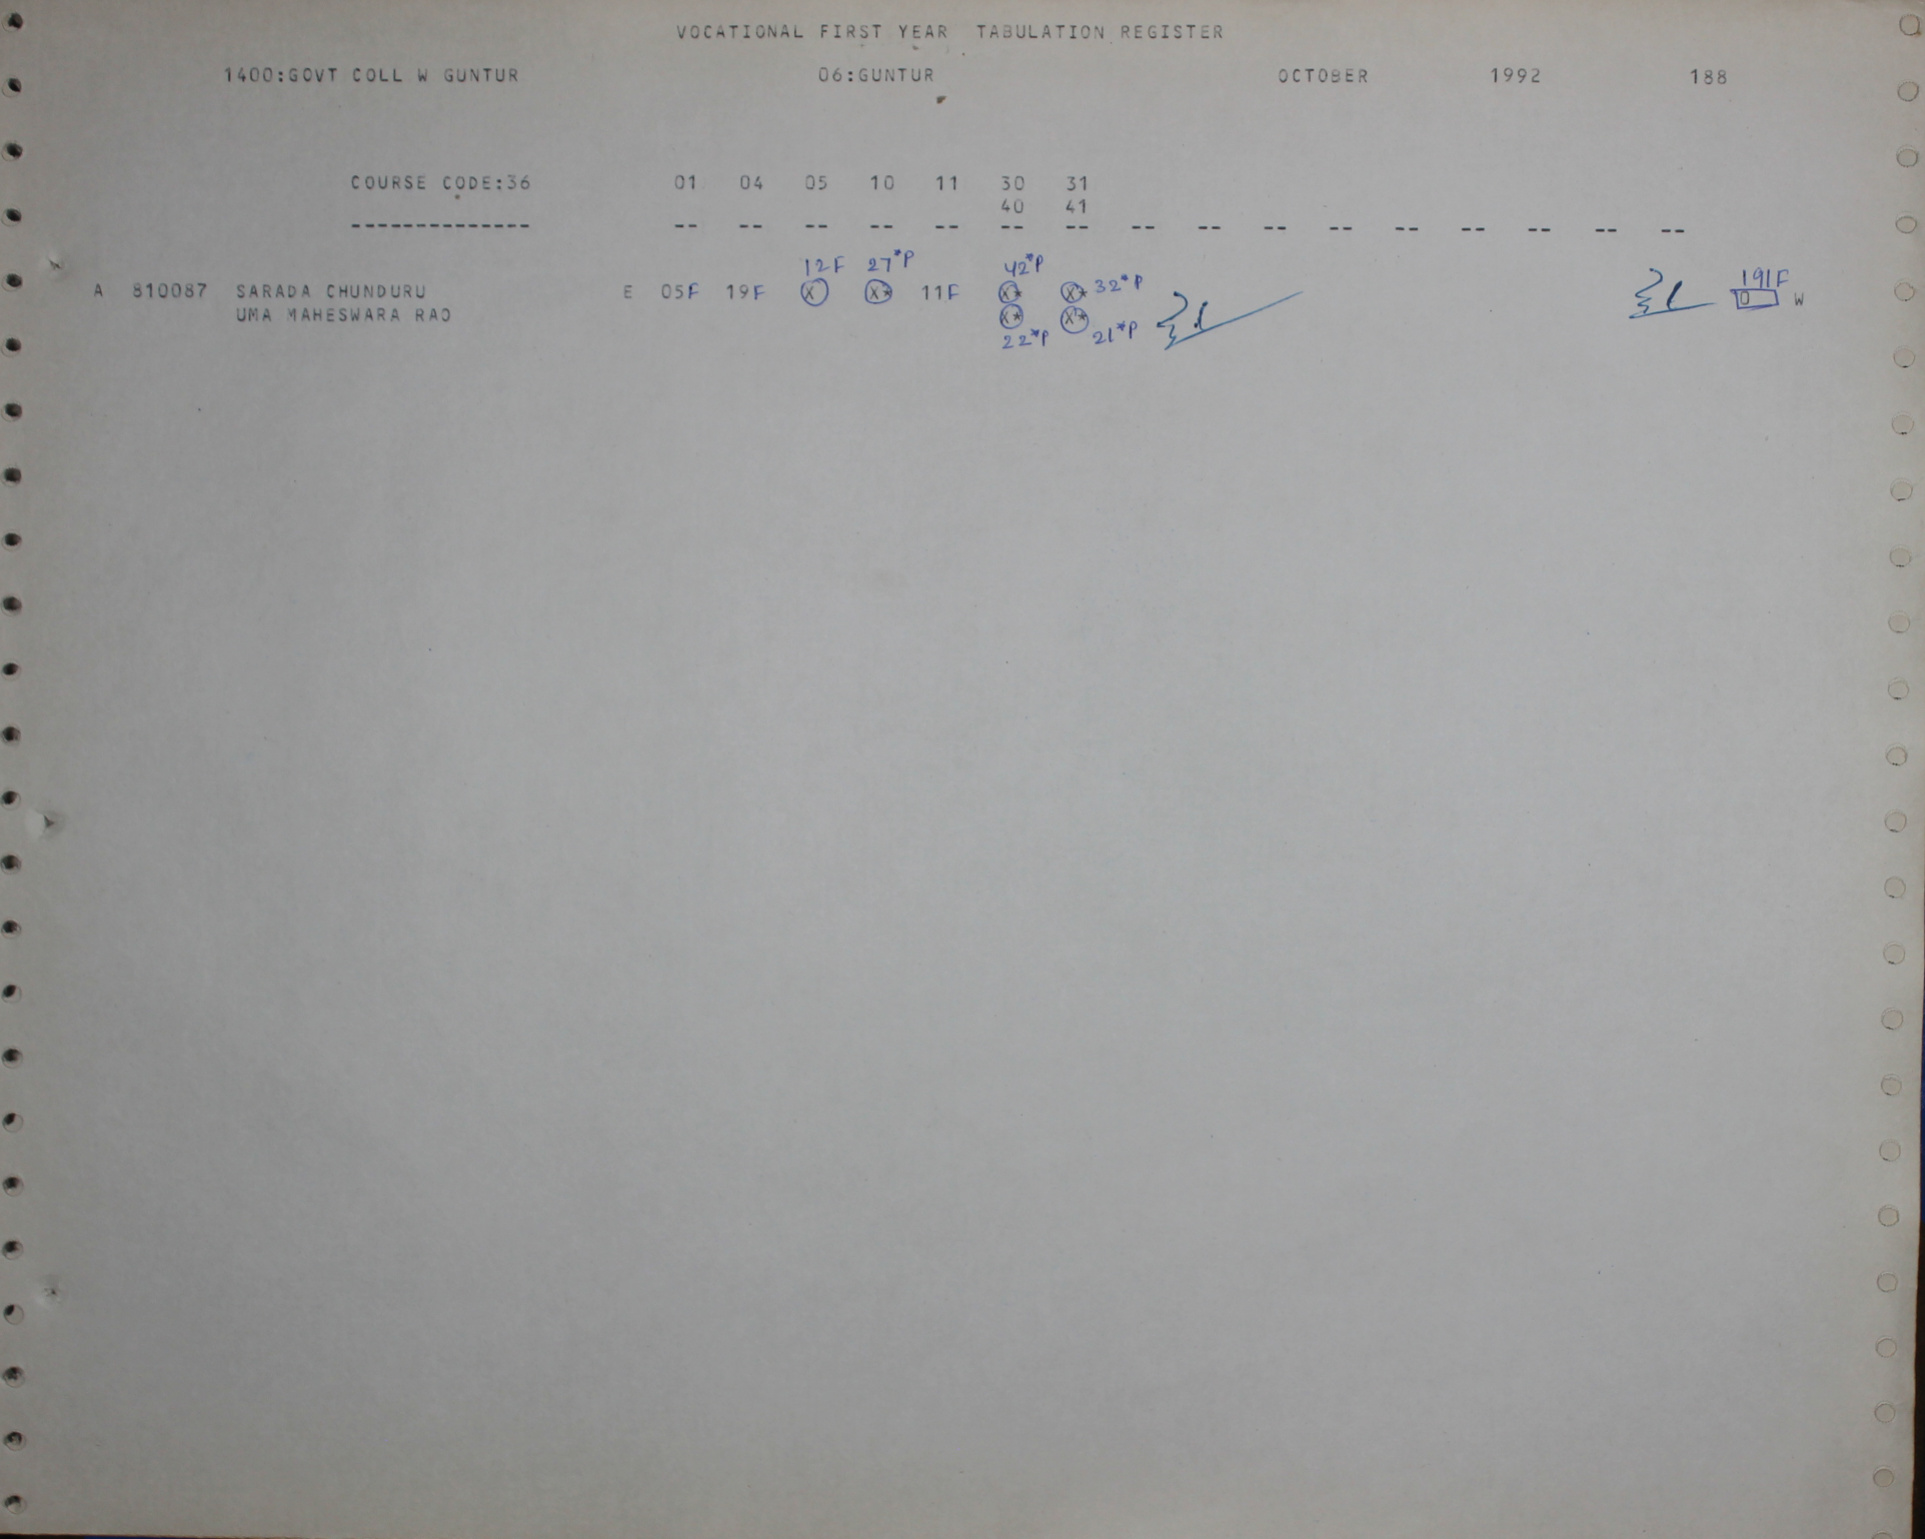 VOCATIONAL FIRST YEAR TABULATION REGISTER
1400:GOVT COLL W GUNTUR 06:GUNTUR OCTOBER 1992 188
COURSE CODE:36 01 04 05 10 11 30 31
40 41
-------------- -- -- -- -- -- -- -- -- -- -- -- -- -- -- -- --
12F 27*P 42*P 191F
A 810087 SARADA CHUNDURU E 05F 19F X X* 11F X* X* 32*P 0 W
UMA MAHESWARA RAO X* X*
22*P 21*P